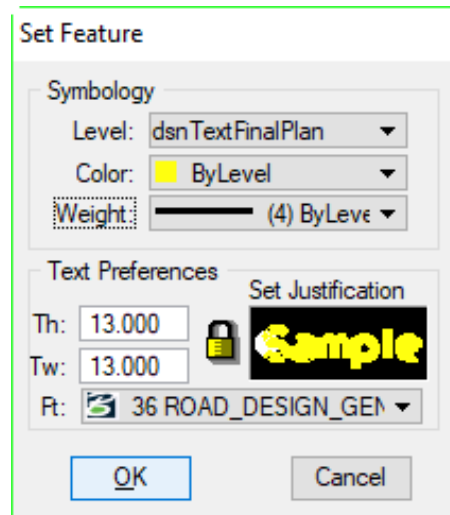 Set Feature
Symbology
Level: dsnTextFinalPlan
Color: ByLevel
Weight: (4) ByLeve
Text Preferences
Set Justification
Th: 13.000
Tw: 13.000
Sample
Ft: 36 ROAD_DESIGN_GEN
OK Cancel